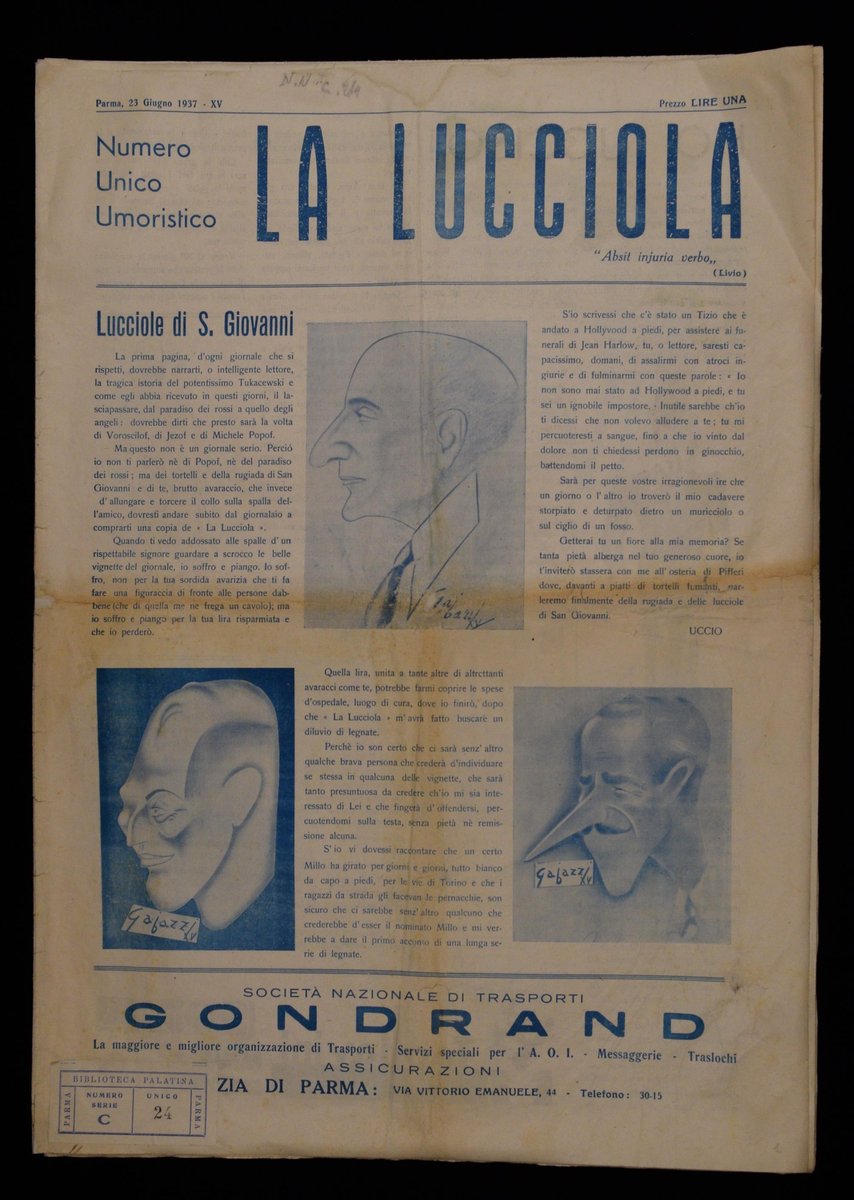 Parma, 23 Giugno 1937 - XV
Prezzo LIRE UNA
Numero
Unico
Umoristico
LA LUCCIOLA
"Absit injuria verbo,,
(Livio)
Lucciole di S. Giovanni
La prima pagina, d'ogni giornale che si
rispetti, dovrebbe narrarti, o intelligente lettore,
la tragica istoria del potentissimo Tukacewski e
come egli abbia ricevuto in questi giorni, il la-
sciapassare, dal paradiso dei rossi a quello degli
angeli: dovrebbe dirti che presto sarà la volta
di Voroscilof, di Jezof e di Michele Popof.
Ma questo non è un giornale serio. Perciò
io non ti parlerò nè di Popof, nè del paradiso
dei rossi; ma dei tortelli e della rugiada di San
Giovanni e di te, brutto avaraccio, che invece
d'allungare e torcere il collo sulla spalla del-
l'amico, dovresti andare subito dal giornalaio a
comprarti una copia de « La Lucciola ».
Quando ti vedo addossato alle spalle d'un
rispettabile signore guardare a scrocco le belle
vignette del giornale, io soffro e piango. Io sof-
fro, non per la tua sordida avarizia che ti fa
fare una figuraccia di fronte alle persone dab-
bene (che di quella me ne frega un cavolo); ma
io soffro e piango per la tua lira risparmiata e
che io perderò.
Quella lira, unita a tante altre di altrettanti
avaracci come te, potrebbe farmi coprire le spese
d'ospedale, luogo di cura, dove io finirò, dopo
che « La Lucciola » m'avrà fatto buscare un
diluvio di legnate.
Perchè io son certo che ci sarà senz'altro
qualche brava persona che crederà d'individuare
se stessa in qualcuna delle vignette, che sarà
tanto presuntuosa da credere ch'io mi sia inte-
ressato di Lei e che fingerà d'offendersi, per-
cuotendomi sulla testa, senza pietà nè remis-
sione alcuna.
S'io vi dovessi raccontare che un certo
Millo ha girato per giorni e giorni, tutto bianco
da capo a piedi, per le vie di Torino e che i
ragazzi da strada gli facevan le pernacchie, son
sicuro che ci sarebbe senz'altro qualcuno che
crederebbe d'esser il nominato Millo e mi ver-
rebbe a dare il primo acconto di una lunga se-
rie di legnate.
S'io scrivessi che c'è stato un Tizio che è
andato a Hollyvood a piedi, per assistere ai fu-
nerali di Jean Harlow, tu, o lettore, saresti ca-
pacissimo, domani, di assalirmi con atroci in-
giurie e di fulminarmi con queste parole: « Io
non sono mai stato ad Hollywood a piedi, e tu
sei un ignobile impostore. » Inutile sarebbe ch'io
ti dicessi che non volevo alludere a te; tu mi
percuoteresti a sangue, fino a che io vinto dal
dolore non ti chiedessi perdono in ginocchio,
battendomi il petto.
Sarà per queste vostre irragionevoli ire che
un giorno o l'altro io troverò il mio cadavere
storpiato e deturpato dietro un muricciolo o
sul ciglio di un fosso.
Getterai tu un fiore alla mia memoria? Se
tanta pietà alberga nel tuo generoso cuore, io
t'inviterò stassera con me all'osteria di Pifferi
dove, davanti a piatti di tortelli fumanti, par-
leremo finalmente della rugiada e delle lucciole
di San Giovanni.
UCCIO
Gafazzi XV
Gafazzi XV
SOCIETÀ NAZIONALE DI TRASPORTI
GONDRAND
La maggiore e migliore organizzazione di Trasporti - Servizi speciali per l'A. O. I. - Messaggerie - Traslochi
ASSICURAZIONI
ZIA DI PARMA: VIA VITTORIO EMANUELE, 44 - Telefono: 30-15
BIBLIOTECA PALATINA
PARMA
NUMERO UNICO
SERIE
C 24
PARMA